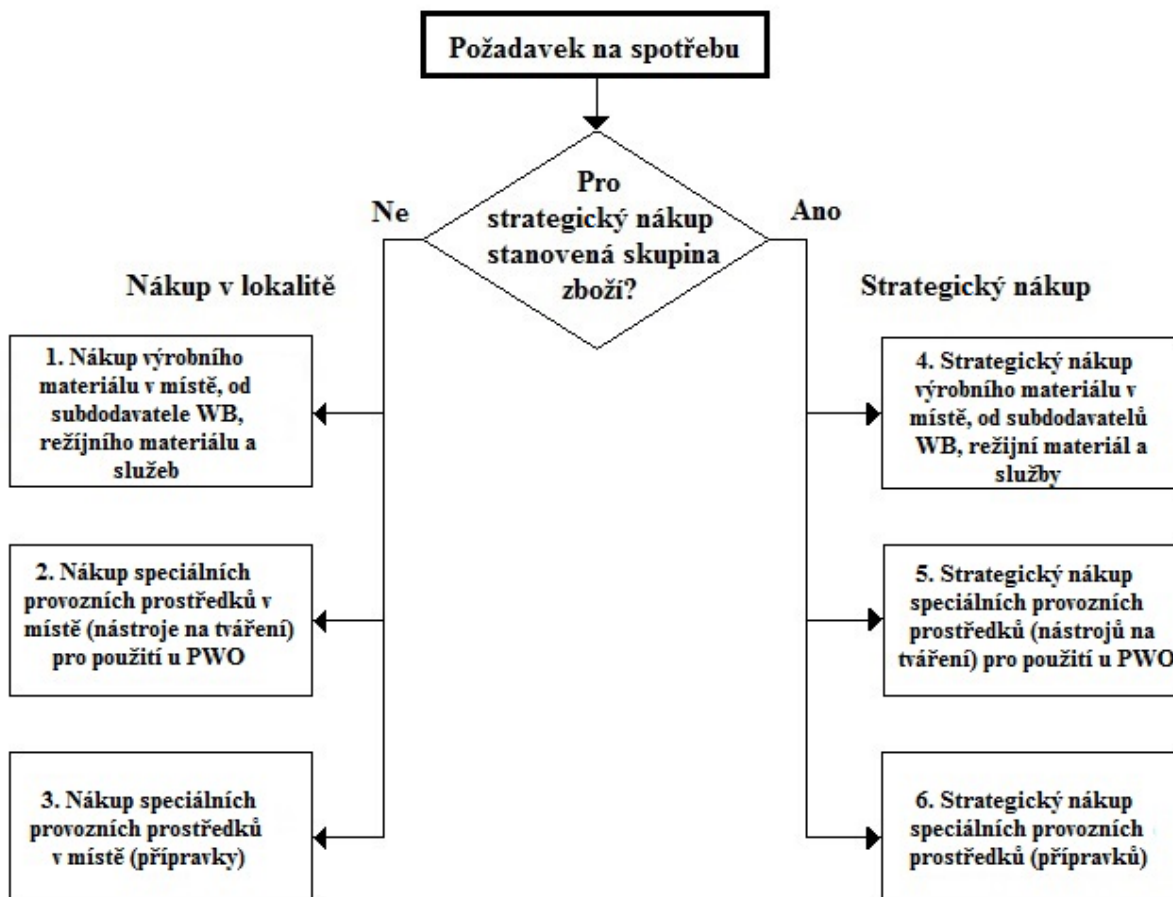 Požadavek na spotřebu
Pro
strategický nákup
stanovená skupina
zboží?
Ne
Ano
Nákup v lokalitě
Strategický nákup
1. Nákup výrobního
materiálu v místě, od
subdodavatele WB,
režíjního materiálu a
služeb
2. Nákup speciálních
provozních prostředků v
místě (nástroje na tváření)
pro použití u PWO
3. Nákup speciálních
provozních prostředků
v místě (přípravky)
4. Strategický nákup
výrobního materiálu v
místě, od subdodavatelů
WB, režijní materiál a
služby
5. Strategický nákup
speciálních provozních
prostředků (nástrojů na
tváření) pro použití u PWO
6. Strategický nákup
speciálních provozních
prostředků (přípravků)